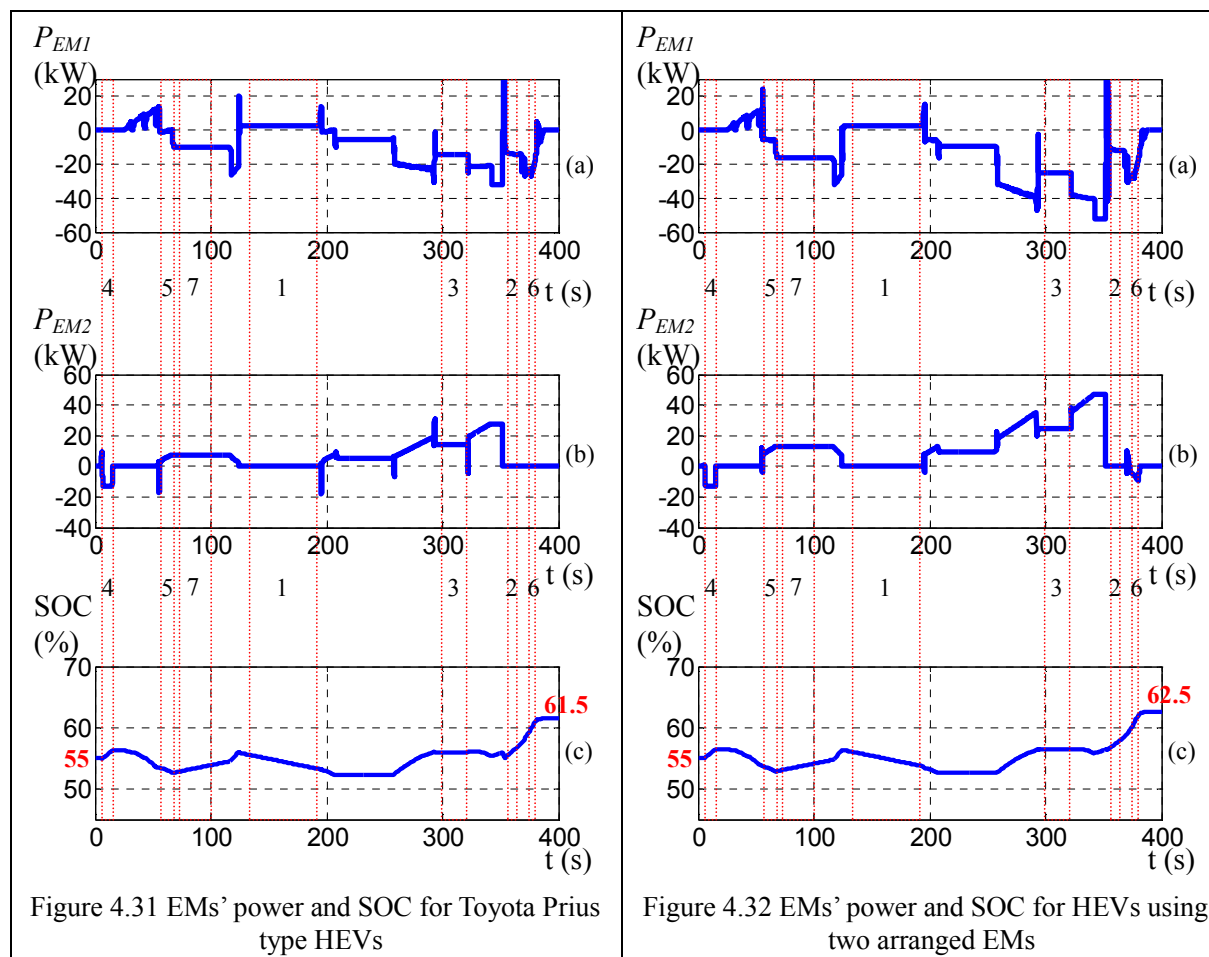 P_EM1
(kW)
20
0
-20
-40
-60
0 100 200 300 400
(a)
4 5 7 1 3 2 6 t (s)
P_EM2
(kW)
60
40
20
0
-20
-40
0 100 200 300 400
(b)
4 5 7 1 3 2 6 t (s)
SOC
(%)
70
60
50
55
61.5
(c)
0 100 200 300 400
t (s)
Figure 4.31 EMs’ power and SOC for Toyota Prius
type HEVs
P_EM1
(kW)
20
0
-20
-40
-60
0 100 200 300 400
(a)
4 5 7 1 3 2 6 t (s)
P_EM2
(kW)
60
40
20
0
-20
-40
0 100 200 300 400
(b)
4 5 7 1 3 2 6 t (s)
SOC
(%)
70
60
50
55
62.5
(c)
0 100 200 300 400
t (s)
Figure 4.32 EMs’ power and SOC for HEVs using
two arranged EMs